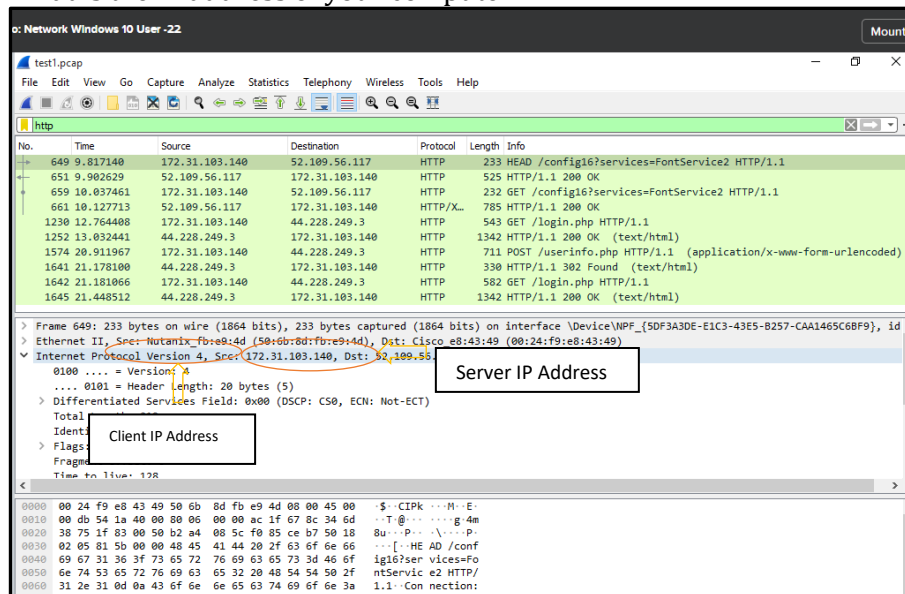 o: Network Windows 10 User -22
Mount
test1.pcap
File Edit View Go Capture Analyze Statistics Telephony Wireless Tools Help
http
No. Time Source Destination Protocol Length Info
649 9.817140 172.31.103.140 52.109.56.117 HTTP 233 HEAD /config16?services=FontService2 HTTP/1.1
651 9.902629 52.109.56.117 172.31.103.140 HTTP 525 HTTP/1.1 200 OK
659 10.037461 172.31.103.140 52.109.56.117 HTTP 232 GET /config16?services=FontService2 HTTP/1.1
661 10.127713 52.109.56.117 172.31.103.140 HTTP/X… 785 HTTP/1.1 200 OK
1230 12.764408 172.31.103.140 44.228.249.3 HTTP 543 GET /login.php HTTP/1.1
1252 13.032441 44.228.249.3 172.31.103.140 HTTP 1342 HTTP/1.1 200 OK (text/html)
1574 20.911967 172.31.103.140 44.228.249.3 HTTP 711 POST /userinfo.php HTTP/1.1 (application/x-www-form-urlencoded)
1641 21.178100 44.228.249.3 172.31.103.140 HTTP 330 HTTP/1.1 302 Found (text/html)
1642 21.181066 172.31.103.140 44.228.249.3 HTTP 582 GET /login.php HTTP/1.1
1645 21.448512 44.228.249.3 172.31.103.140 HTTP 1342 HTTP/1.1 200 OK (text/html)
Frame 649: 233 bytes on wire (1864 bits), 233 bytes captured (1864 bits) on interface \Device\NPF_{5DF3A3DE-E1C3-43E5-B257-CAA1465C6BF9}, id
Ethernet II, Src: Nutanix_fb:e9:4d (50:6b:8d:fb:e9:4d), Dst: Cisco_e8:43:49 (00:24:f9:e8:43:49)
Internet Protocol Version 4, Src: 172.31.103.140, Dst: 52.109.56.
0100 .... = Version: 4
Server IP Address
.... 0101 = Header Length: 20 bytes (5)
Differentiated Services Field: 0x00 (DSCP: CS0, ECN: Not-ECT)
Total
Identi
Client IP Address
Flags:
Fragme
Time to live: 128
0000 00 24 f9 e8 43 49 50 6b 8d fb e9 4d 08 00 45 00 ·$··CIPk ···M··E·
0010 00 db 54 1a 40 00 80 06 00 00 ac 1f 67 8c 34 6d ··T·@··· ····g·4m
0020 38 75 1f 83 00 50 b2 a4 08 5c f0 85 ce b7 50 18 8u···P·· ·\····P·
0030 02 05 81 5b 00 00 48 45 41 44 20 2f 63 6f 6e 66 ···[··HE AD /conf
0040 69 67 31 36 3f 73 65 72 76 69 63 65 73 3d 46 6f ig16?ser vices=Fo
0050 6e 74 53 65 72 76 69 63 65 32 20 48 54 54 50 2f ntServic e2 HTTP/
0060 31 2e 31 0d 0a 43 6f 6e 6e 65 63 74 69 6f 6e 3a 1.1··Con nection: